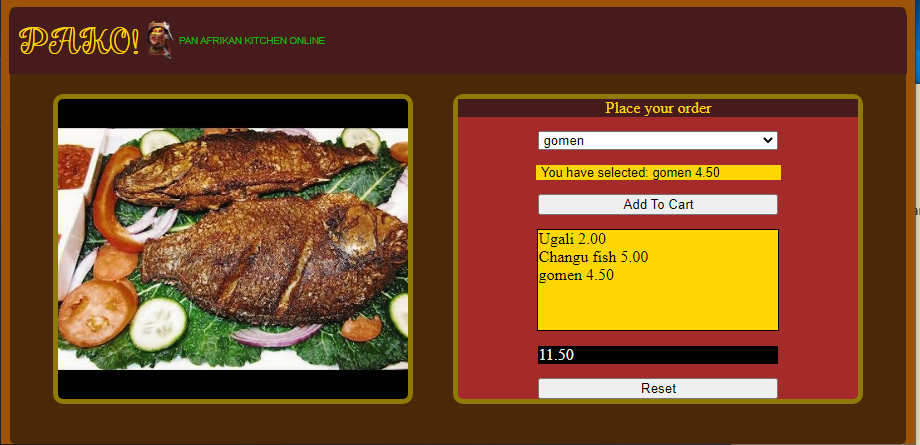 PAKO!
PAN AFRIKAN KITCHEN ONLINE
Place your order
gomen
You have selected: gomen 4.50
Add To Cart
Ugali 2.00
Changu fish 5.00
gomen 4.50
11.50
Reset